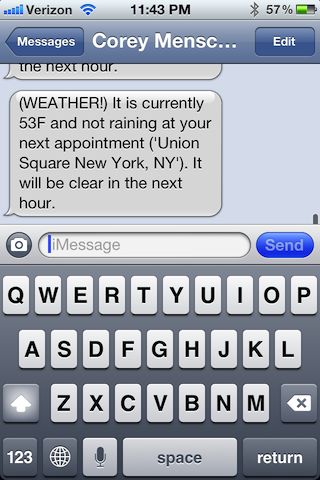 Verizon 11:43 PM 57%
Messages Corey Mensc... Edit
the next hour.
(WEATHER!) It is currently
53F and not raining at your
next appointment ('Union
Square New York, NY'). It
will be clear in the next
hour.
iMessage Send
Q W E R T Y U I O P
A S D F G H J K L
Z X C V B N M
123 space return